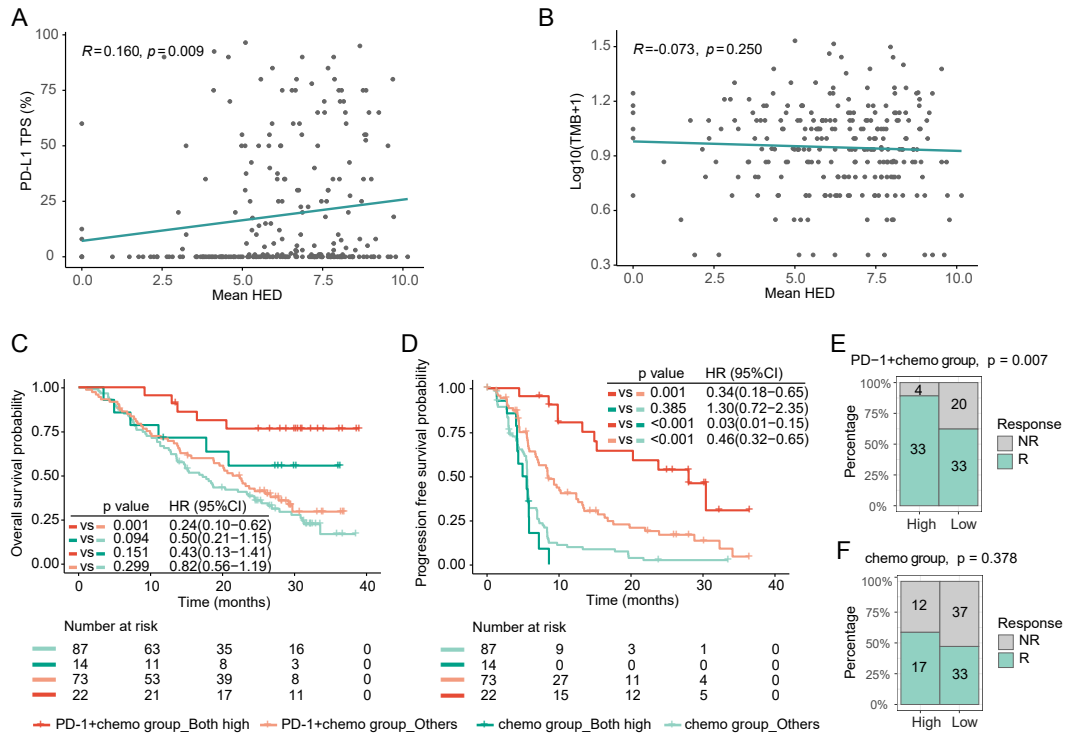 A
R=0.160, p=0.009
PD-L1 TPS (%)
100
75
50
25
0
0.0 2.5 5.0 7.5 10.0
Mean HED
B
R=-0.073, p=0.250
Log10(TMB+1)
1.5
1.2
0.9
0.6
0.3
0.0 2.5 5.0 7.5 10.0
Mean HED
C
Overall survival probability
1.00
0.75
0.50
0.25
0.00
p value HR (95%CI)
vs 0.001 0.24(0.10−0.62)
vs 0.094 0.50(0.21−1.15)
vs 0.151 0.43(0.13−1.41)
vs 0.299 0.82(0.56−1.19)
0 10 20 30 40
Time (months)
Number at risk
87 63 35 16 0
14 11 8 3 0
73 53 39 8 0
22 21 17 11 0
D
Progression free survival probability
1.00
0.75
0.50
0.25
0.00
p value HR (95%CI)
vs 0.001 0.34(0.18−0.65)
vs 0.385 1.30(0.72−2.35)
vs <0.001 0.03(0.01−0.15)
vs <0.001 0.46(0.32−0.65)
0 10 20 30 40
Time (months)
Number at risk
87 9 3 1 0
14 0 0 0 0
73 27 11 4 0
22 15 12 5 0
PD-1+chemo group_Both high PD-1+chemo group_Others chemo group_Both high chemo group_Others
E
PD−1+chemo group, p = 0.007
Percentage
100%
75%
50%
25%
0%
4 20
33 33
High Low
Response
NR
R
F
chemo group, p = 0.378
Percentage
100%
75%
50%
25%
0%
12 37
17 33
High Low
Response
NR
R